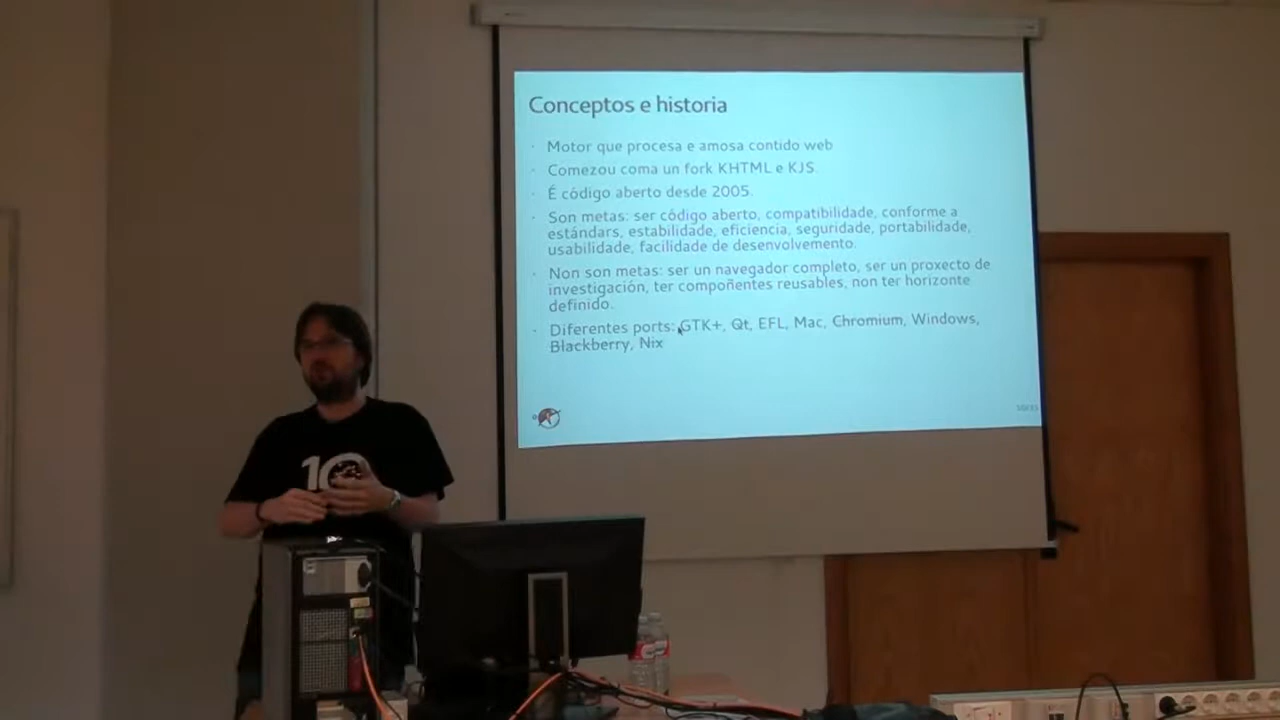 Conceptos e historia
· Motor que procesa e amosa contido web
· Comezou coma un fork KHTML e KJS.
· É código aberto desde 2005.
· Son metas: ser código aberto, compatibilidade, conforme a
estándars, estabilidade, eficiencia, seguridade, portabilidade,
usabilidade, facilidade de desenvolvemento.
· Non son metas: ser un navegador completo, ser un proxecto de
investigación, ter compoñentes reusables, non ter horizonte
definido.
· Diferentes ports: GTK+, Qt, EFL, Mac, Chromium, Windows,
Blackberry, Nix
10